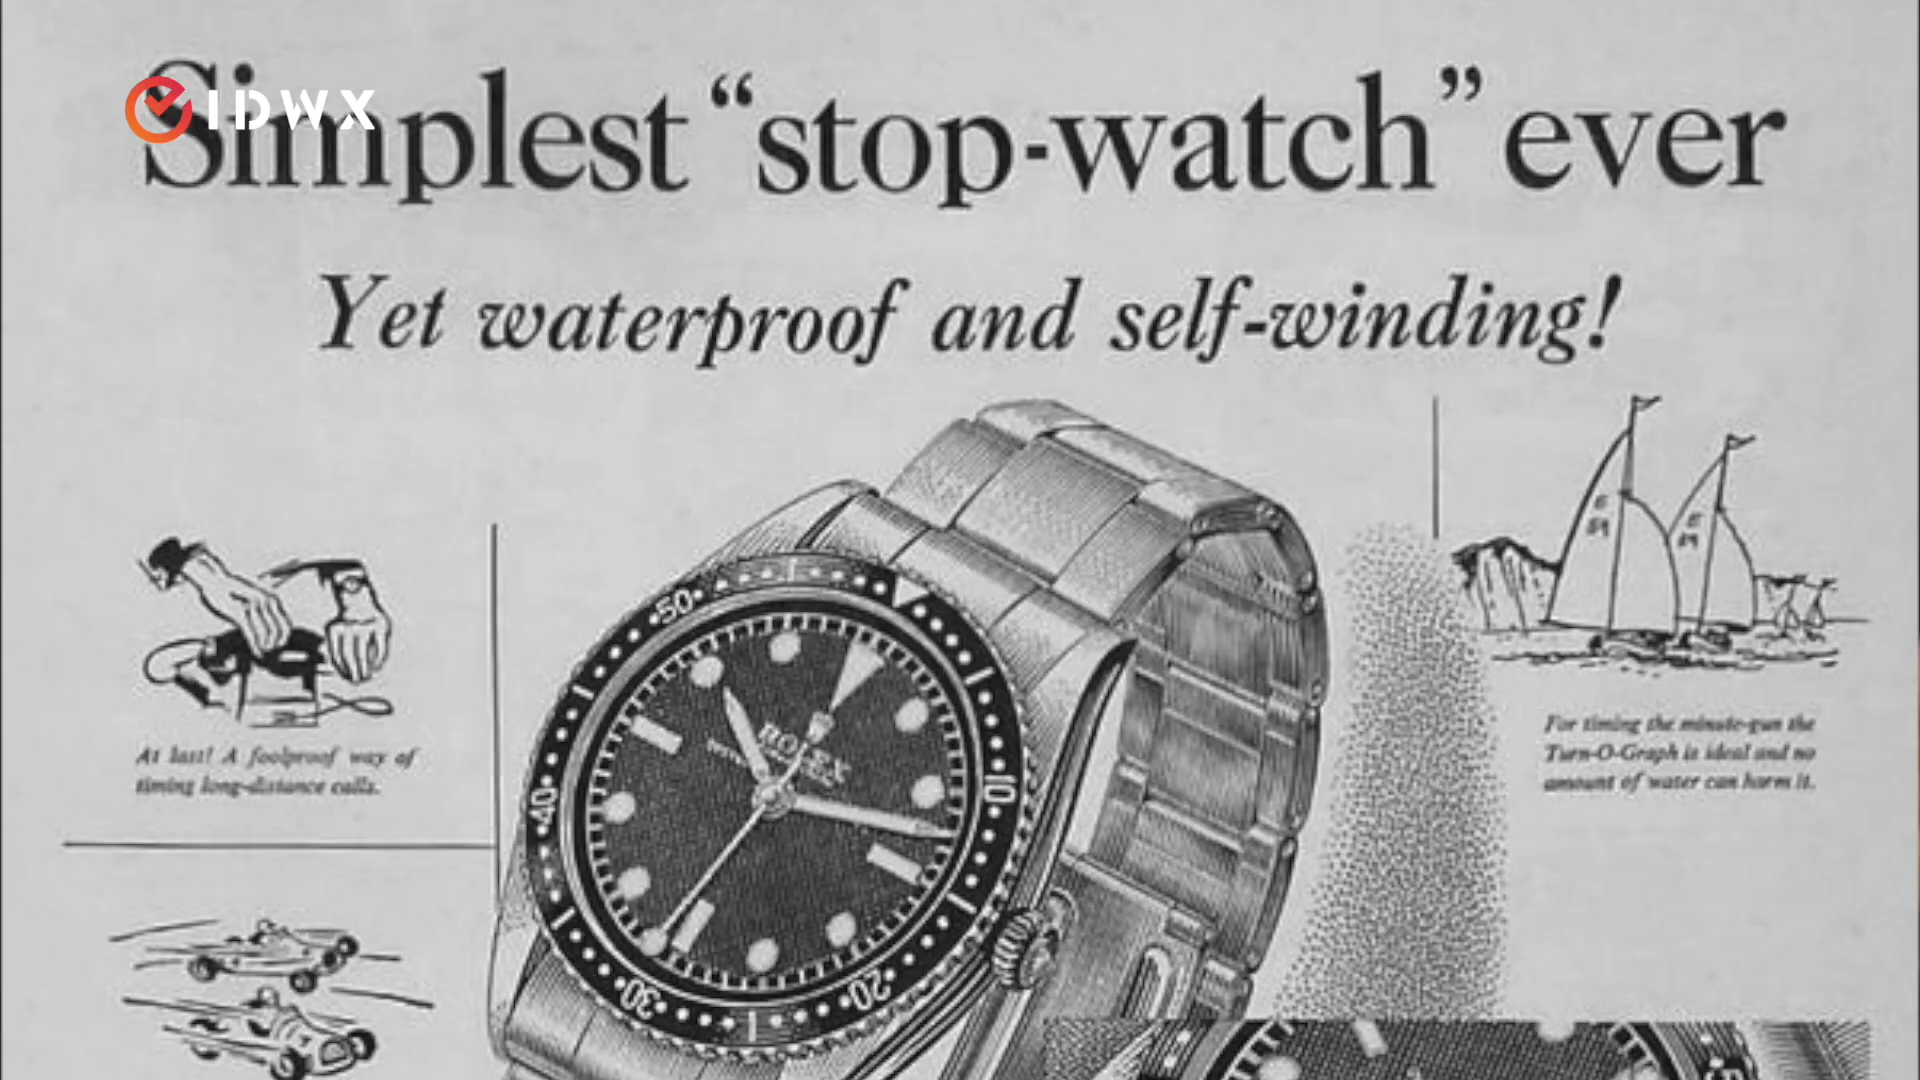 IDWX
Simplest “stop-watch” ever
Yet waterproof and self-winding!
At last! A foolproof way of
timing long-distance calls.
For timing the minute-gun the
Turn-O-Graph is ideal and no
amount of water can harm it.
50
10
40
ROLEX
30
20